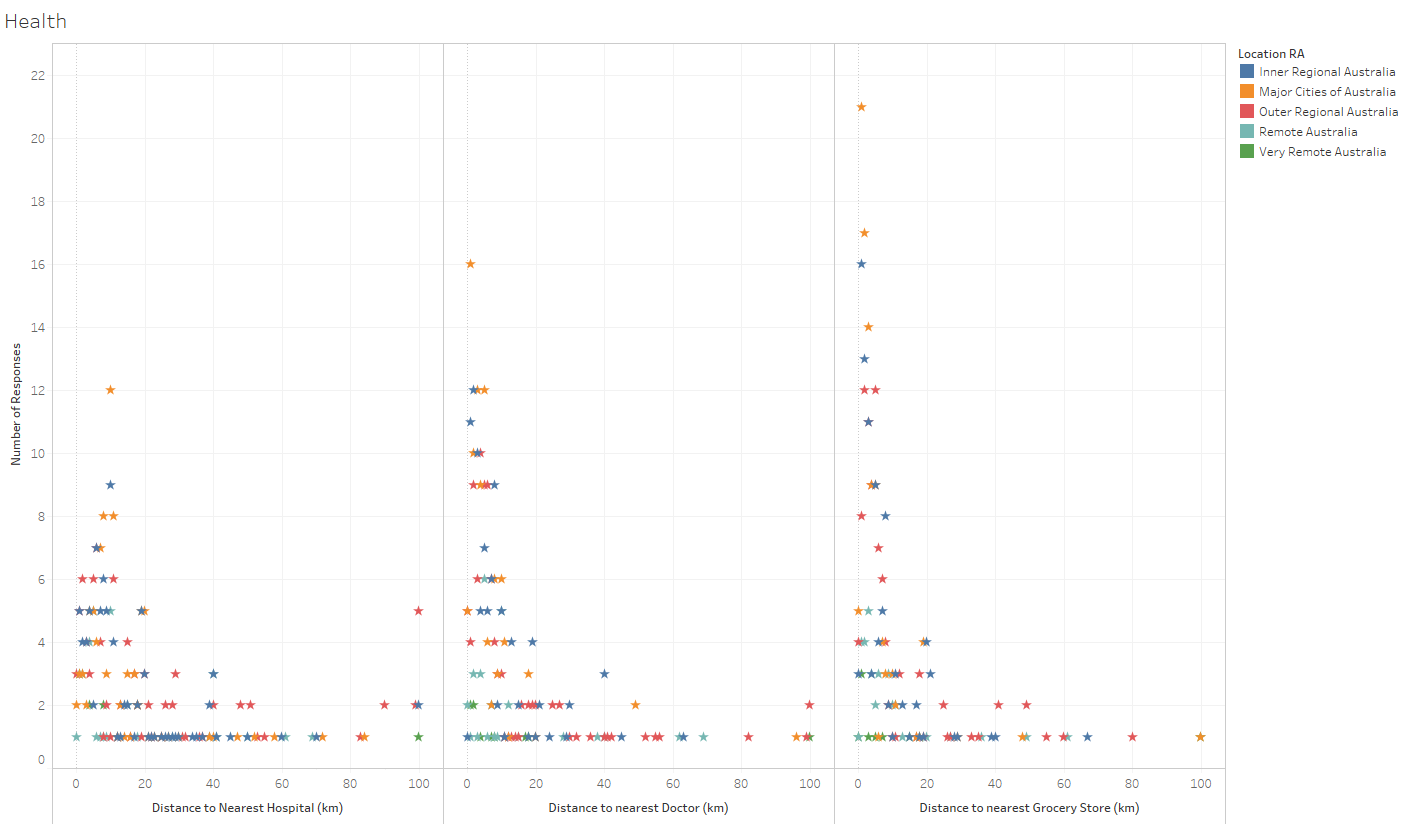 Health
Location RA
Inner Regional Australia
Major Cities of Australia
Outer Regional Australia
Remote Australia
Very Remote Australia
Number of Responses
22
20
18
16
14
12
10
8
6
4
2
0
0 20 40 60 80 100 0 20 40 60 80 100 0 20 40 60 80 100
Distance to Nearest Hospital (km) Distance to nearest Doctor (km) Distance to nearest Grocery Store (km)